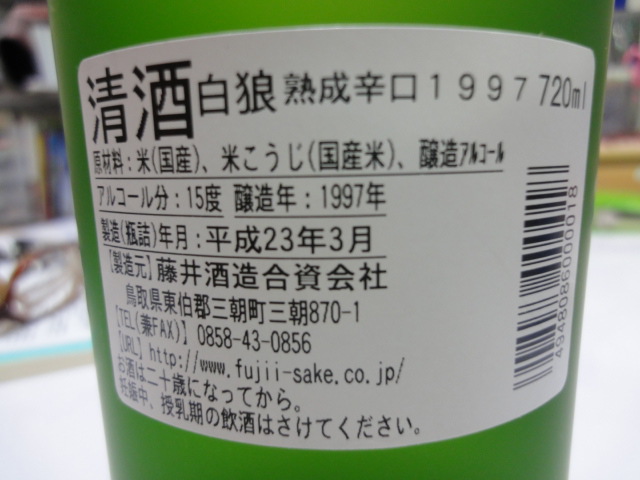 清酒白狼 熟成辛口1997 720ml
原材料:米(国産)、米こうじ(国産米)、醸造アルコール
アルコール分:15度 醸造年:1997年
製造(瓶詰)年月:平成23年3月
【製造元】藤井酒造合資会社
鳥取県東伯郡三朝町三朝870-1
【TEL(兼FAX)】0858-43-0856
【URL】http://www.fujii-sake.co.jp/
お酒は二十歳になってから。
妊娠中、授乳期の飲酒はさけてください。
4948086000018